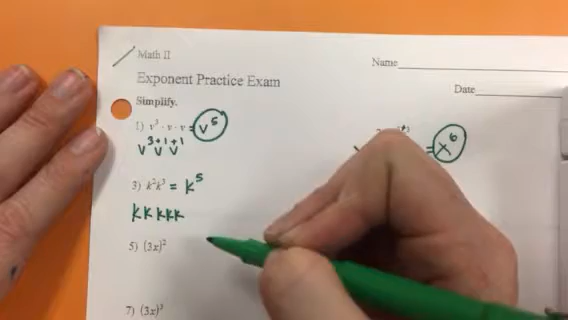 Math II
Name
Exponent Practice Exam
Date
Simplify.
1) v³ · v · v = v⁵
v³⁺¹⁺¹ v v
= x⁶
3) k²k³ = k⁵
k k k k k
5) (3x)²
7) (3x)³